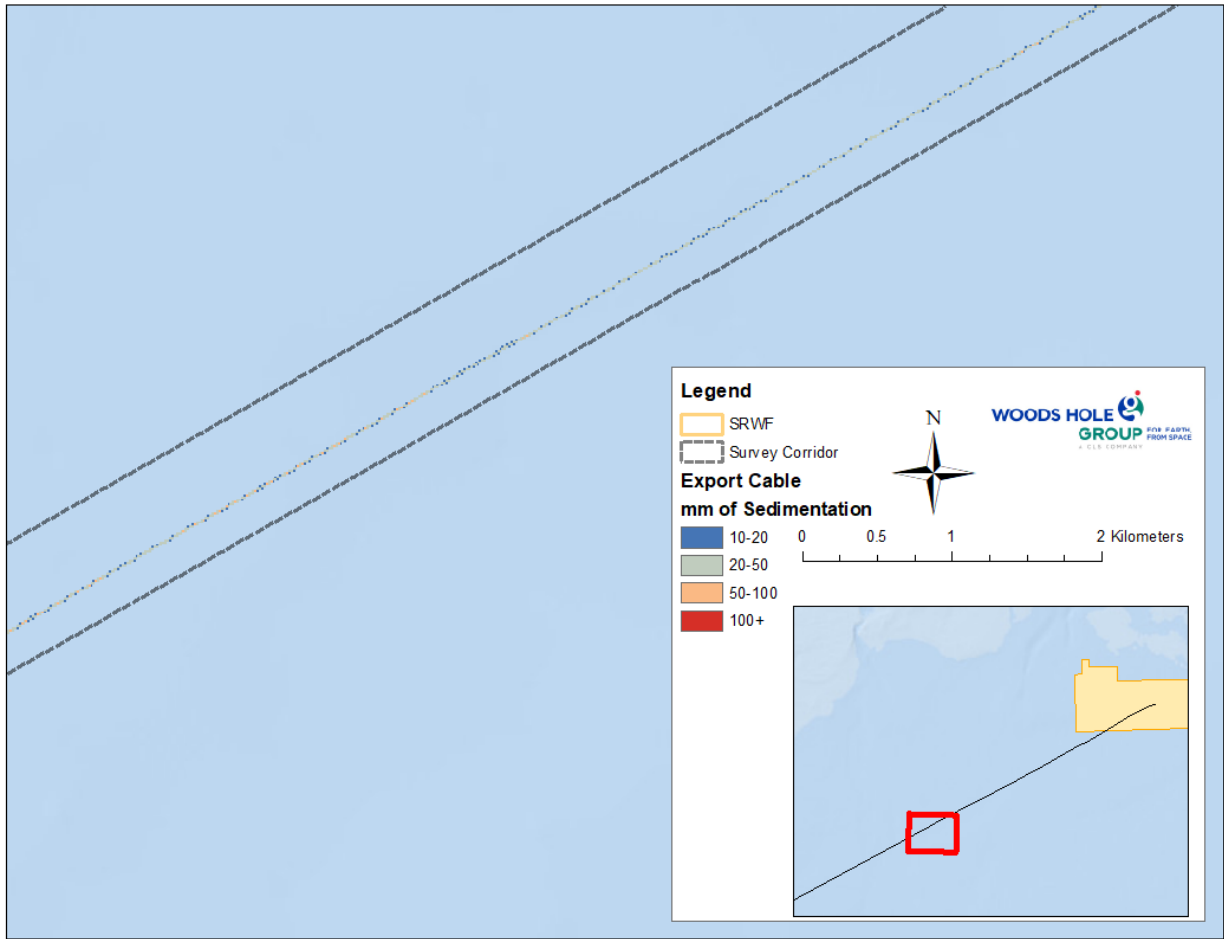 Legend
SRWF
Survey Corridor
Export Cable
mm of Sedimentation
10-20
20-50
50-100
100+
N
WOODS HOLE
GROUP FOR EARTH, FROM SPACE
A CLS COMPANY
0 0.5 1 2 Kilometers